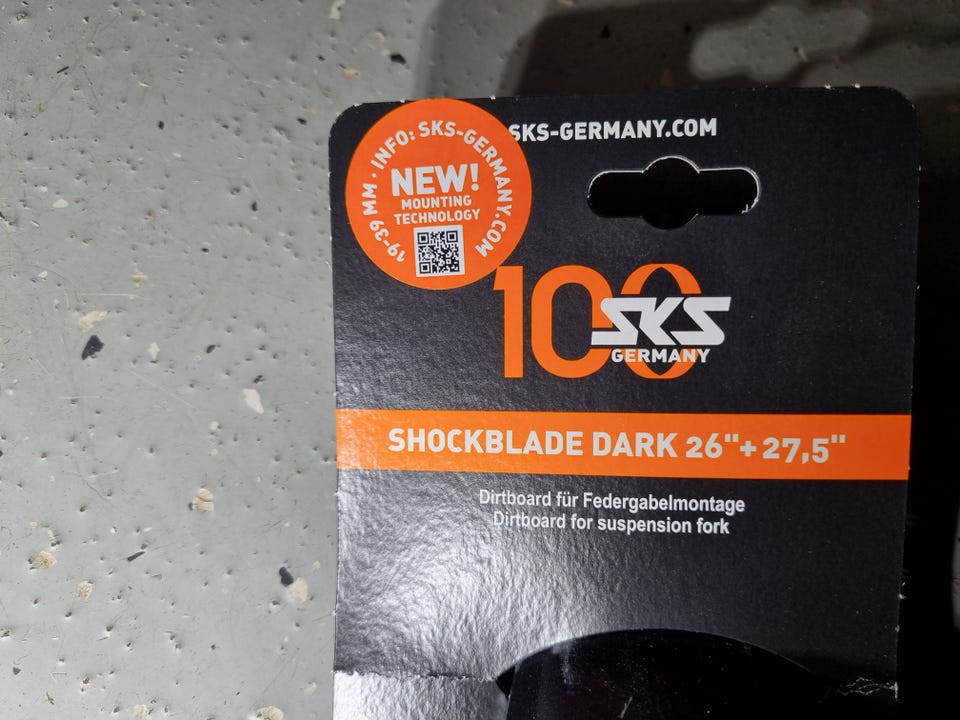 SKS-GERMANY.COM
19-39 MM · INFO: SKS-GERMANY.COM
NEW!
MOUNTING
TECHNOLOGY
100
SKS
GERMANY
SHOCKBLADE DARK 26"+27,5"
Dirtboard für Federgabelmontage
Dirtboard for suspension fork